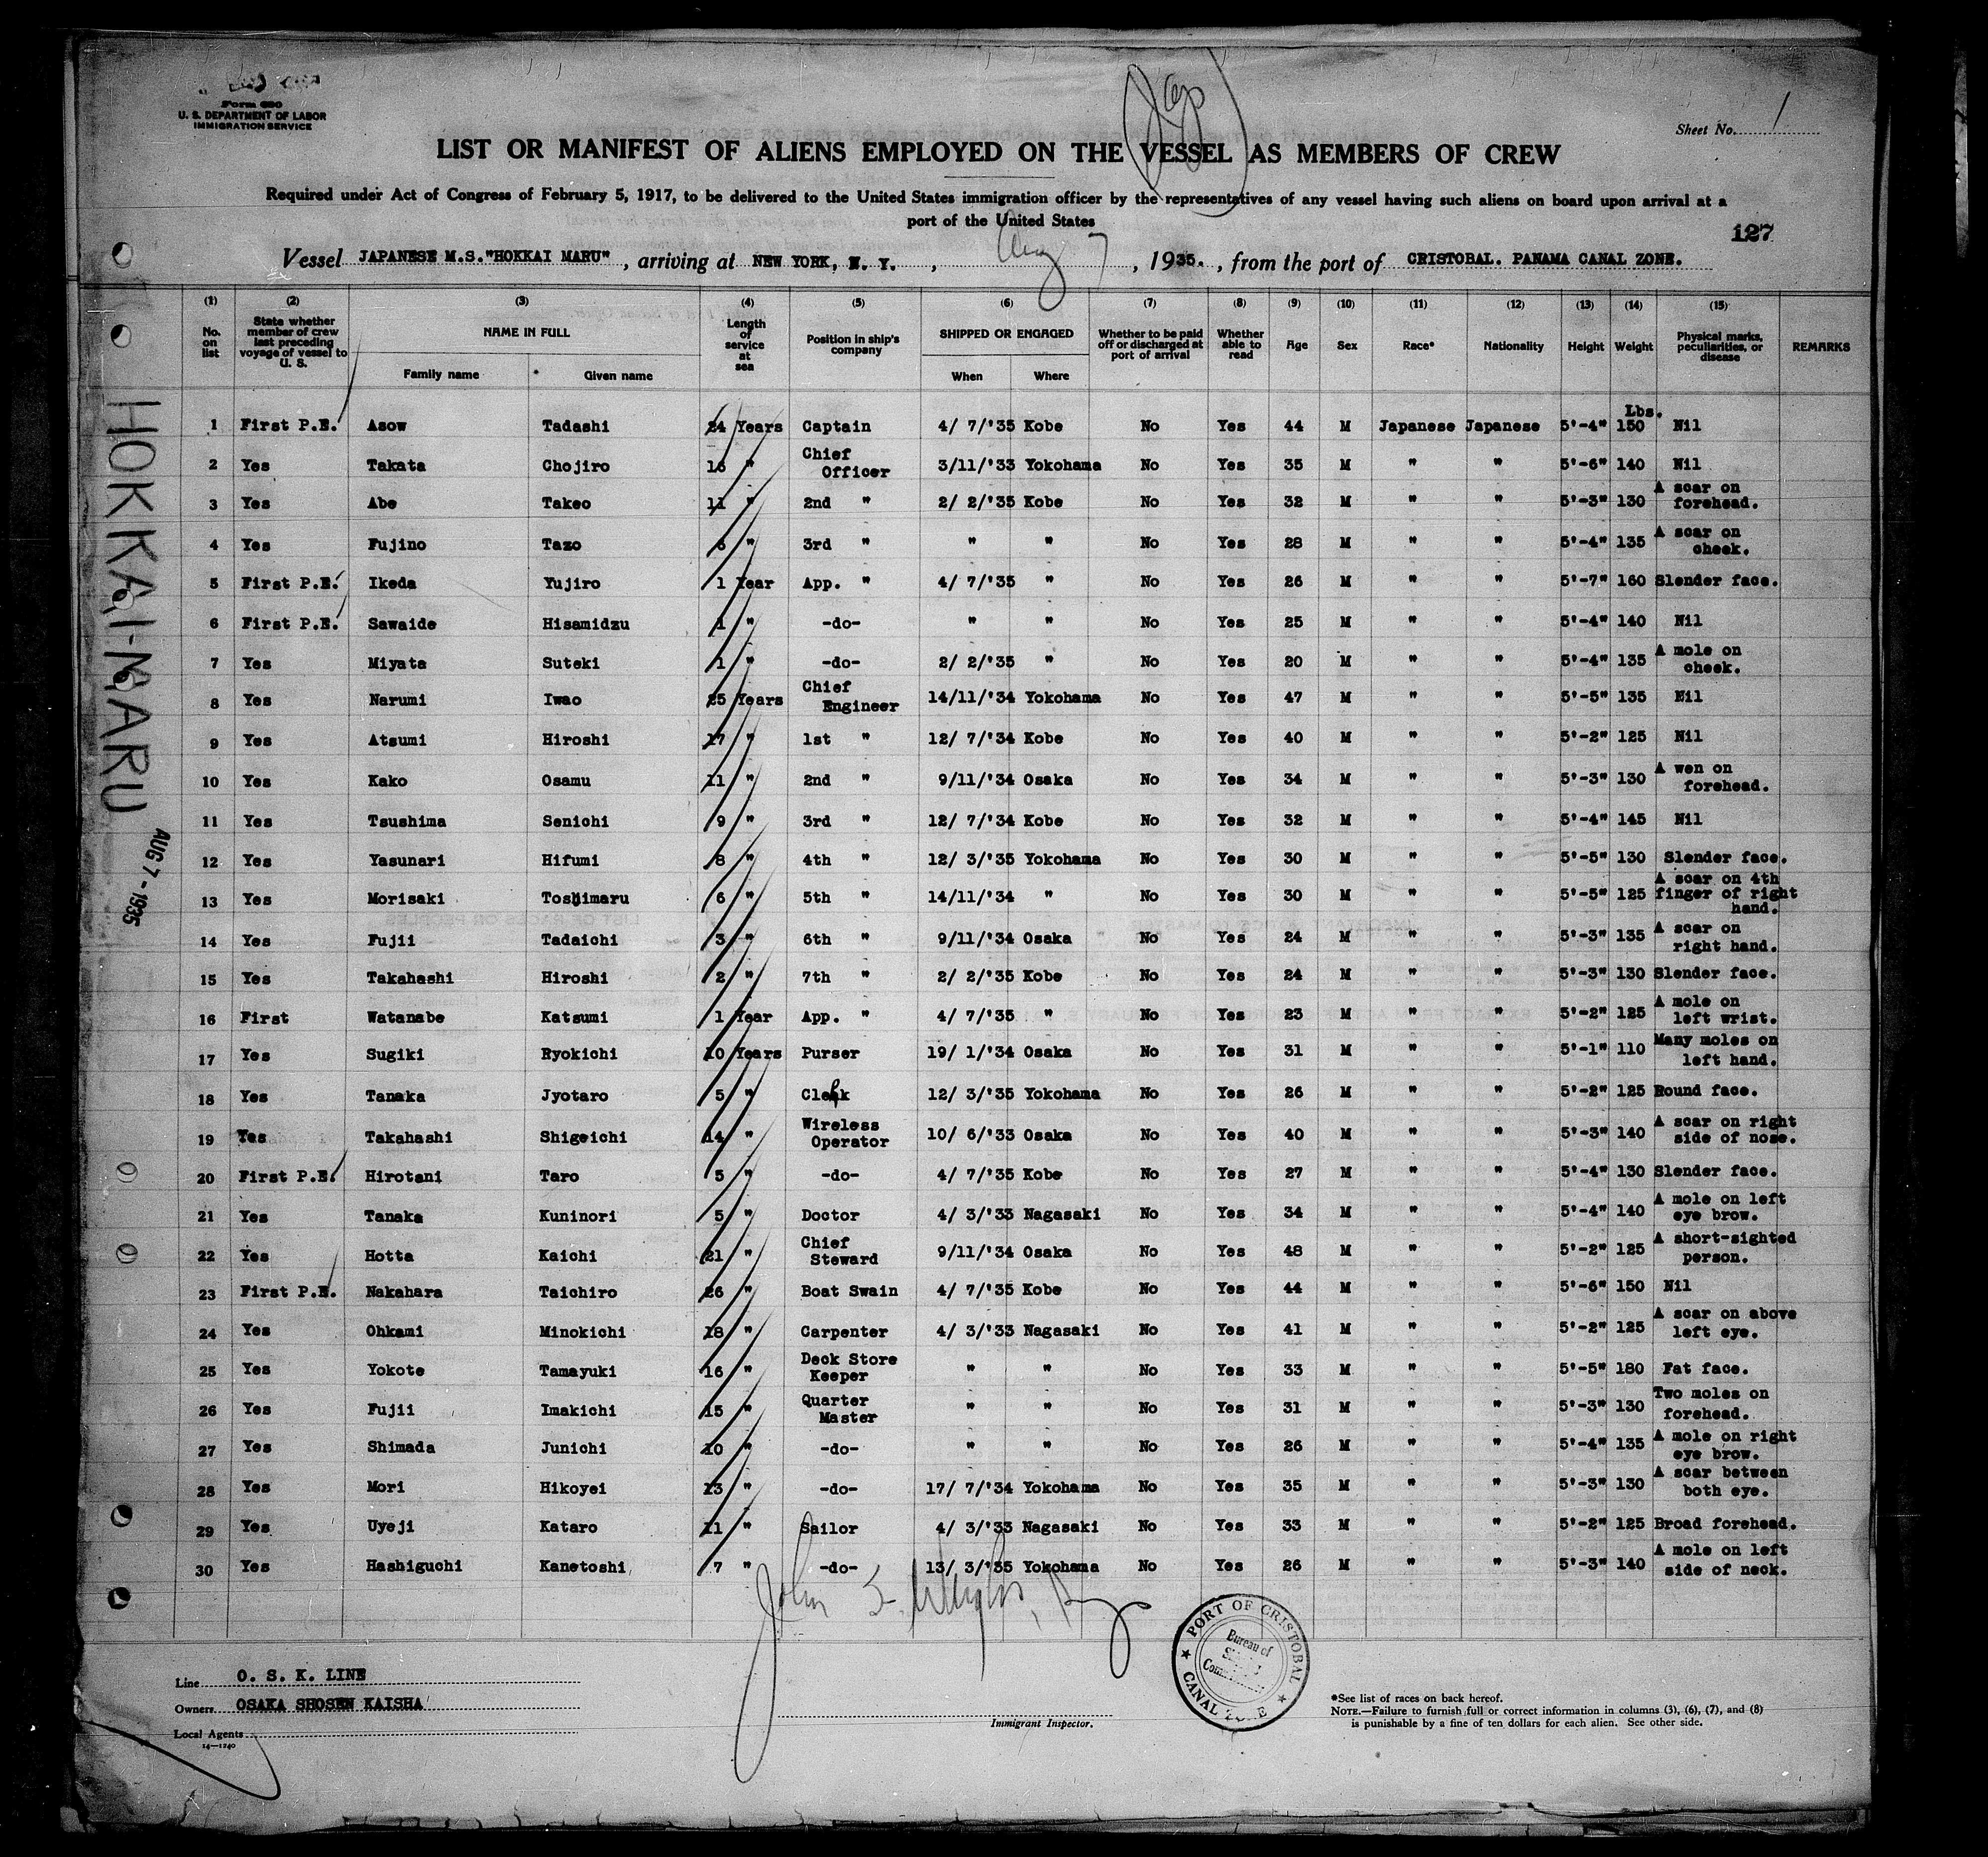 Form 680
U. S. DEPARTMENT OF LABOR
IMMIGRATION SERVICE
Jap
Sheet No. 1
LIST OR MANIFEST OF ALIENS EMPLOYED ON THE VESSEL AS MEMBERS OF CREW
Required under Act of Congress of February 5, 1917, to be delivered to the United States immigration officer by the representatives of any vessel having such aliens on board upon arrival at a
port of the United States
127
Vessel JAPANESE M.S."HOKKAI MARU" , arriving at NEW YORK, N. Y. , Aug 7 , 1935. , from the port of CRISTOBAL. PANAMA CANAL ZONE.
(1) (2) (3) (4) (5) (6) (7) (8) (9) (10) (11) (12) (13) (14) (15)
No. on list State whether member of crew last preceding voyage of vessel to U. S. NAME IN FULL Length of service at sea Position in ship's company SHIPPED OR ENGAGED Whether to be paid off or discharged at port of arrival Whether able to read Age Sex Race* Nationality Height Weight Physical marks, peculiarities, or disease REMARKS
Family name Given name When Where
Lbs.
1 First P.E. Asow Tadashi 24 Years Captain 4/ 7/'35 Kobe No Yes 44 M Japanese Japanese 5'-4" 150 Nil
2 Yes Takata Chojiro 16 " Chief Officer 3/11/'33 Yokohama No Yes 35 M " " 5'-6" 140 Nil
3 Yes Abe Takeo 11 " 2nd " 2/ 2/'35 Kobe No Yes 32 M " " 5'-3" 130 A scar on forehead.
4 Yes Fujino Tazo 6 " 3rd " " " No Yes 28 M " " 5'-4" 135 A scar on cheek.
5 First P.E. Ikeda Yujiro 1 Year App. " 4/ 7/'35 " No Yes 26 M " " 5'-7" 160 Slender face.
6 First P.E. Sawaide Hisamidzu 1 " -do- " " No Yes 25 M " " 5'-4" 140 Nil
7 Yes Miyata Suteki 1 " -do- 2/ 2/'35 " No Yes 20 M " " 5'-4" 135 A mole on cheek.
8 Yes Narumi Iwao 25 Years Chief Engineer 14/11/'34 Yokohama No Yes 47 M " " 5'-5" 135 Nil
9 Yes Atsumi Hiroshi 17 " 1st " 12/ 7/'34 Kobe No Yes 40 M " " 5'-2" 125 Nil
10 Yes Kako Osamu 11 " 2nd " 9/11/'34 Osaka No Yes 34 M " " 5'-3" 130 A wen on forehead.
11 Yes Tsushima Senichi 9 " 3rd " 12/ 7/'34 Kobe No Yes 32 M " " 5'-4" 145 Nil
12 Yes Yasunari Hifumi 8 " 4th " 12/ 3/'35 Yokohama No Yes 30 M " " 5'-5" 130 Slender face.
13 Yes Morisaki Toshimaru 6 " 5th " 14/11/'34 " No Yes 30 M " " 5'-5" 125 A scar on 4th finger of right hand.
14 Yes Fujii Tadaichi 3 " 6th " 9/11/'34 Osaka No Yes 24 M " " 5'-3" 135 A scar on right hand.
15 Yes Takahashi Hiroshi 2 " 7th " 2/ 2/'35 Kobe No Yes 24 M " " 5'-3" 130 Slender face.
16 First Watanabe Katsumi 1 Year App. " 4/ 7/'35 " No Yes 23 M " " 5'-2" 125 A mole on left wrist.
17 Yes Sugiki Ryokichi 10 Years Purser 19/ 1/'34 Osaka No Yes 31 M " " 5'-1" 110 Many moles on left hand.
18 Yes Tanaka Jyotaro 5 " Clerk 12/ 3/'35 Yokohama No Yes 26 M " " 5'-2" 125 Round face.
19 Yes Takahashi Shigeichi 14 " Wireless Operator 10/ 6/'33 Osaka No Yes 40 M " " 5'-3" 140 A scar on right side of nose.
20 First P.E. Hirotani Taro 5 " -do- 4/ 7/'35 Kobe No Yes 27 M " " 5'-4" 130 Slender face.
21 Yes Tanaka Kuninori 5 " Doctor 4/ 3/'33 Nagasaki No Yes 34 M " " 5'-4" 140 A mole on left eye brow.
22 Yes Hotta Kaichi 21 " Chief Steward 9/11/'34 Osaka No Yes 48 M " " 5'-2" 125 A short-sighted person.
23 First P.E. Nakahara Taichiro 26 " Boat Swain 4/ 7/'35 Kobe No Yes 44 M " " 5'-6" 150 Nil
24 Yes Ohkami Minokichi 18 " Carpenter 4/ 3/'33 Nagasaki No Yes 41 M " " 5'-2" 125 A scar on above left eye.
25 Yes Yokote Tamayuki 16 " Deck Store Keeper " " No Yes 33 M " " 5'-5" 180 Fat face.
26 Yes Fujii Imakichi 15 " Quarter Master " " No Yes 31 M " " 5'-3" 130 Two moles on forehead.
27 Yes Shimada Junichi 10 " -do- " " No Yes 26 M " " 5'-4" 135 A mole on right eye brow.
28 Yes Mori Hikoyei 13 " -do- 17/ 7/'34 Yokohama No Yes 35 M " " 5'-3" 130 A scar between both eye.
29 Yes Uyeji Kataro 11 " Sailor 4/ 3/'33 Nagasaki No Yes 33 M " " 5'-2" 125 Broad forehead.
30 Yes Hashiguchi Kanetoshi 7 " -do- 13/ 3/'35 Yokohama No Yes 26 M " " 5'-3" 140 A mole on left side of neck.
HOKKAI-MARU
AUG 7 - 1935
John
PORT OF CRISTOBAL
Bureau of
CANAL ZONE
Line O. S. K. LINE
Owners OSAKA SHOSEN KAISHA
Local Agents
14—1240
Immigrant Inspector.
*See list of races on back hereof.
NOTE.—Failure to furnish full or correct information in columns (3), (6), (7), and (8)
is punishable by a fine of ten dollars for each alien. See other side.